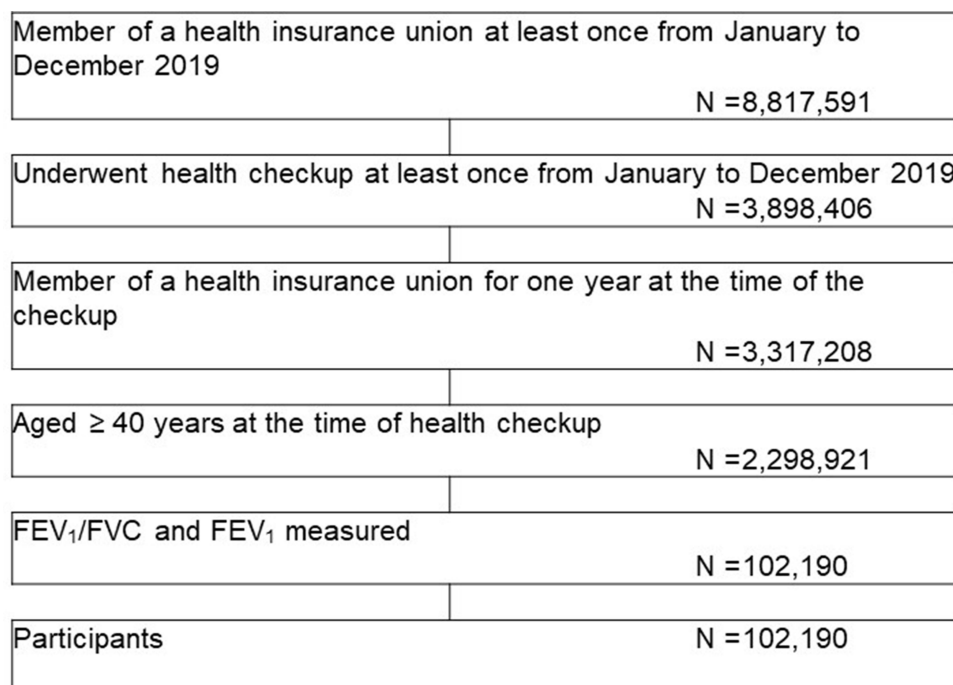 Member of a health insurance union at least once from January to
December 2019
N =8,817,591
Underwent health checkup at least once from January to December 2019
N =3,898,406
Member of a health insurance union for one year at the time of the
checkup
N =3,317,208
Aged ≥ 40 years at the time of health checkup
N =2,298,921
FEV₁/FVC and FEV₁ measured
N =102,190
Participants N =102,190